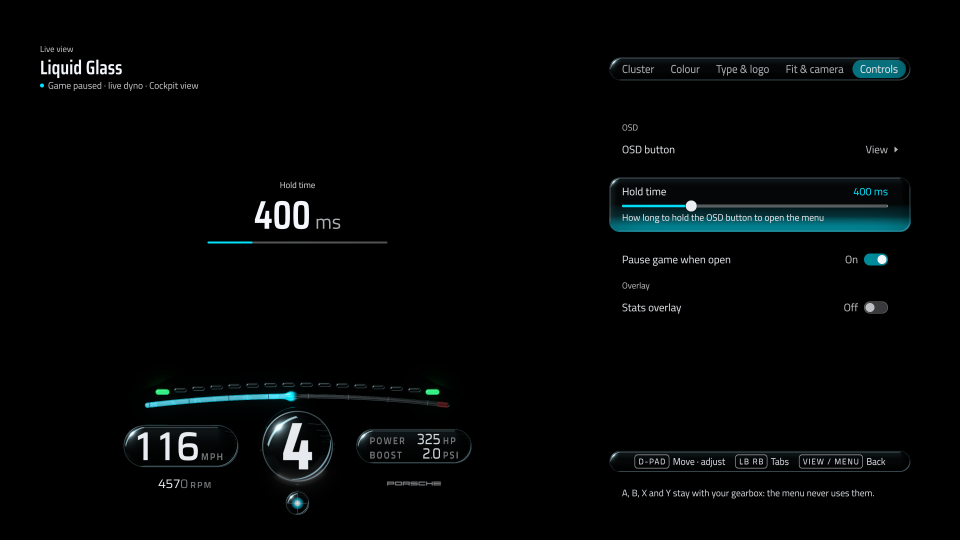 Live view
Liquid Glass
Game paused · live dyno · Cockpit view
Cluster Colour Type & logo Fit & camera Controls
OSD
OSD button View
Hold time 400 ms
How long to hold the OSD button to open the menu
Hold time
400 ms
Pause game when open On
Overlay
Stats overlay Off
116 MPH
4570 RPM
4
POWER 325 HP
BOOST 2.0 PSI
PORSCHE
D-PAD Move · adjust LB RB Tabs VIEW / MENU Back
A, B, X and Y stay with your gearbox: the menu never uses them.